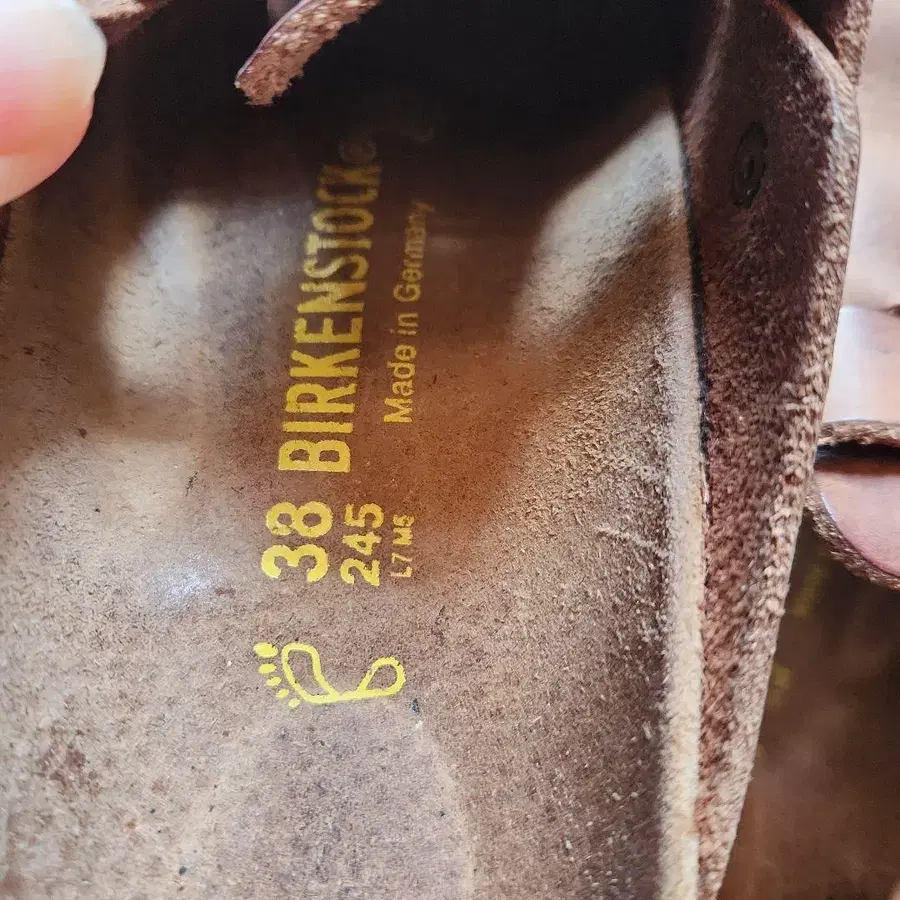 38 BIRKENSTOCK®
245 Made in Germany
L7 M5